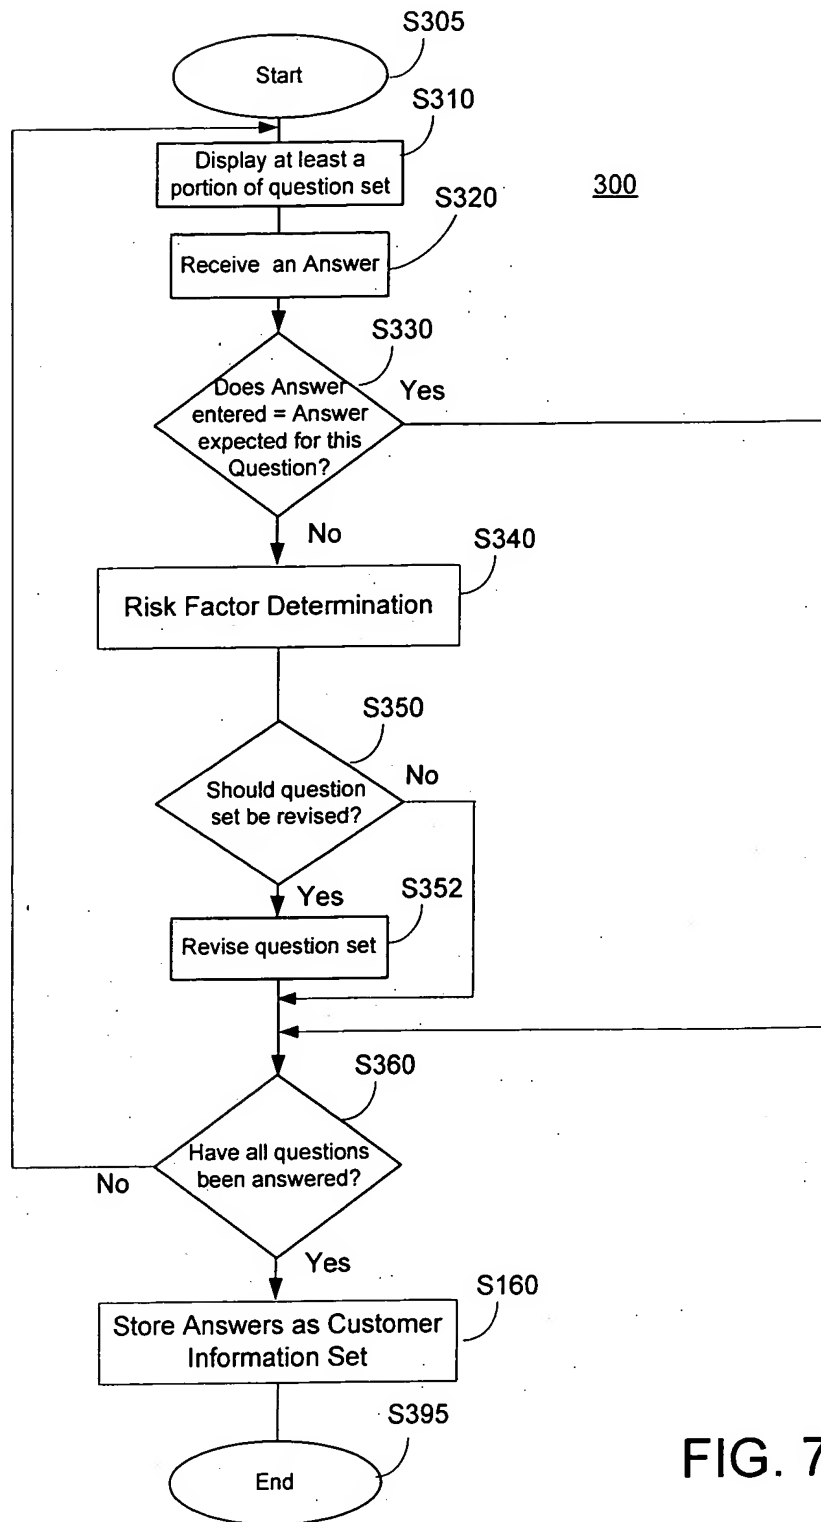 S305
Start
S310
Display at least a
portion of question set
300
S320
Receive an Answer
S330
Does Answer
entered = Answer
expected for this
Question?
Yes
No
S340
Risk Factor Determination
S350
Should question
set be revised?
No
Yes
S352
Revise question set
S360
Have all questions
been answered?
No
Yes
S160
Store Answers as Customer
Information Set
S395
End
FIG. 7